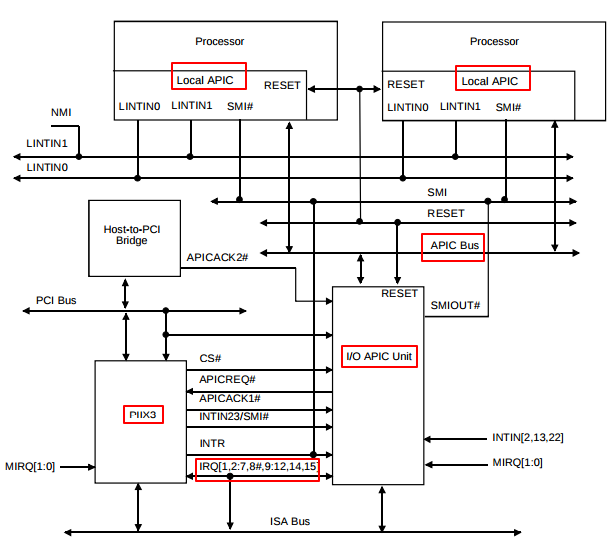 Processor
Processor
Local APIC
RESET
LINTIN0 LINTIN1 SMI#
Local APIC
RESET
LINTIN0 LINTIN1 SMI#
NMI
LINTIN1
LINTIN0
SMI
RESET
APIC Bus
Host-to-PCI
Bridge
APICACK2#
PCI Bus
RESET
SMIOUT#
I/O APIC Unit
CS#
APICREQ#
APICACK1#
INTIN23/SMI#
INTR
IRQ[1,2:7,8#,9:12,14,15]
PIIX3
MIRQ[1:0]
INTIN[2,13,22]
MIRQ[1:0]
ISA Bus